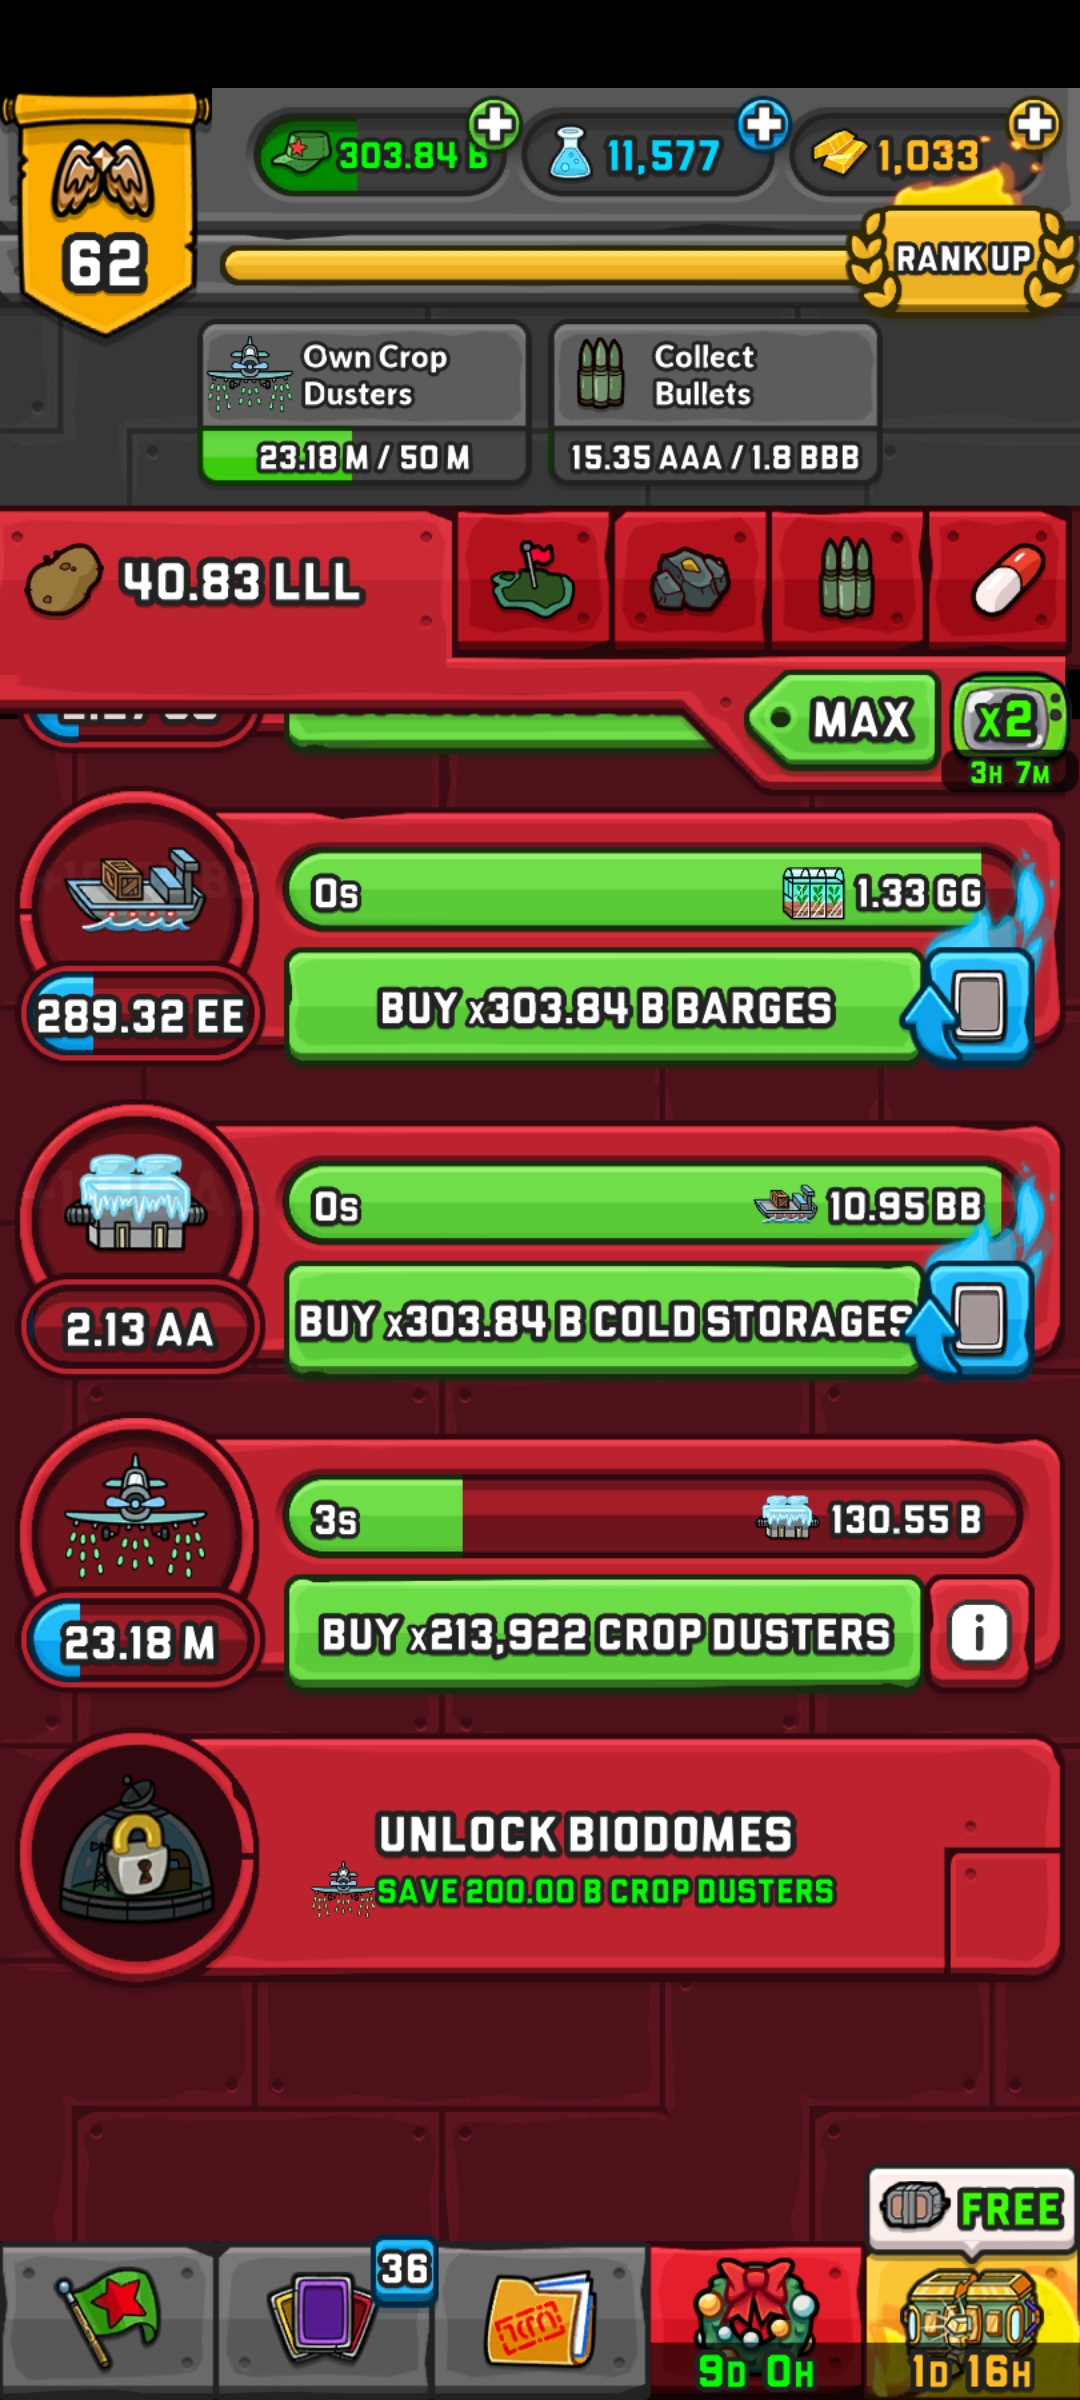 303.84 B
11,577
1,033
62
RANK UP
Own Crop
Dusters
23.18 M / 50 M
Collect
Bullets
15.35 AAA / 1.8 BBB
40.83 LLL
MAX
x2
3H 7M
0s
1.33 GG
289.32 EE
BUY x303.84 B BARGES
0s
10.95 BB
2.13 AA
BUY x303.84 B COLD STORAGES
3s
130.55 B
23.18 M
BUY x213,922 CROP DUSTERS
i
UNLOCK BIODOMES
SAVE 200.00 B CROP DUSTERS
FREE
36
9D 0H
1D 16H